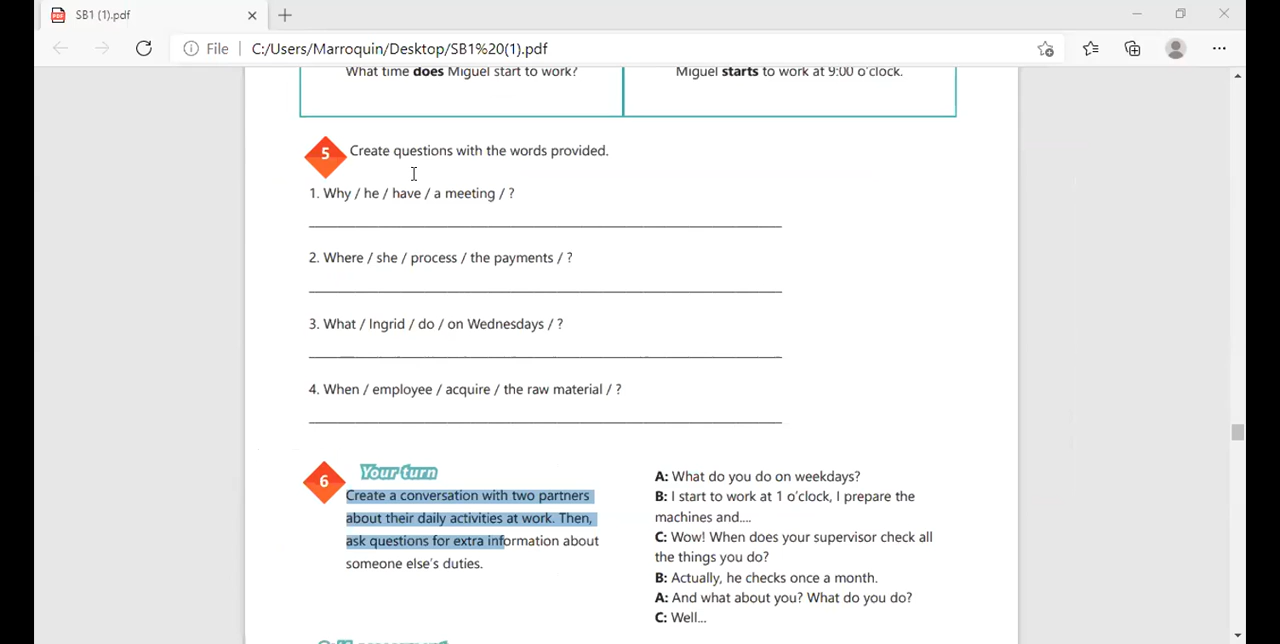 SB1 (1).pdf
File C:/Users/Marroquin/Desktop/SB1%20(1).pdf
What time does Miguel start to work?
Miguel starts to work at 9:00 o'clock.
5 Create questions with the words provided.
1. Why / he / have / a meeting / ?
2. Where / she / process / the payments / ?
3. What / Ingrid / do / on Wednesdays / ?
4. When / employee / acquire / the raw material / ?
6 Your turn
Create a conversation with two partners
about their daily activities at work. Then,
ask questions for extra information about
someone else's duties.
A: What do you do on weekdays?
B: I start to work at 1 o'clock, I prepare the
machines and....
C: Wow! When does your supervisor check all
the things you do?
B: Actually, he checks once a month.
A: And what about you? What do you do?
C: Well...